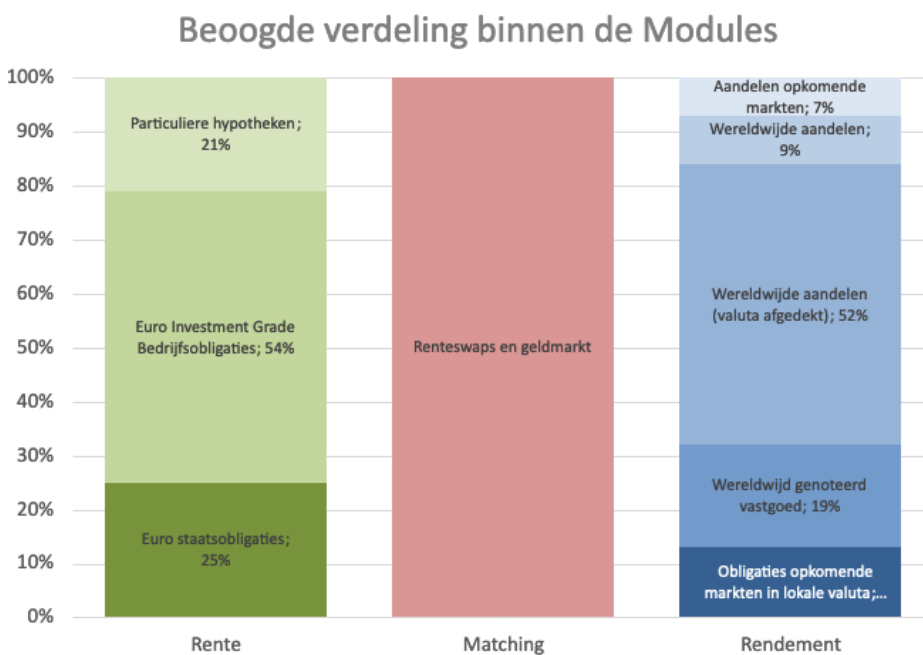 Beoogde verdeling binnen de Modules
100%
90%
80%
70%
60%
50%
40%
30%
20%
10%
0%
Particuliere hypotheken;
21%
Euro Investment Grade
Bedrijfsobligaties; 54%
Euro staatsobligaties;
25%
Renteswaps en geldmarkt
Aandelen opkomende
markten; 7%
Wereldwijde aandelen;
9%
Wereldwijde aandelen
(valuta afgedekt); 52%
Wereldwijd genoteerd
vastgoed; 19%
Obligaties opkomende
markten in lokale valuta;...
Rente
Matching
Rendement